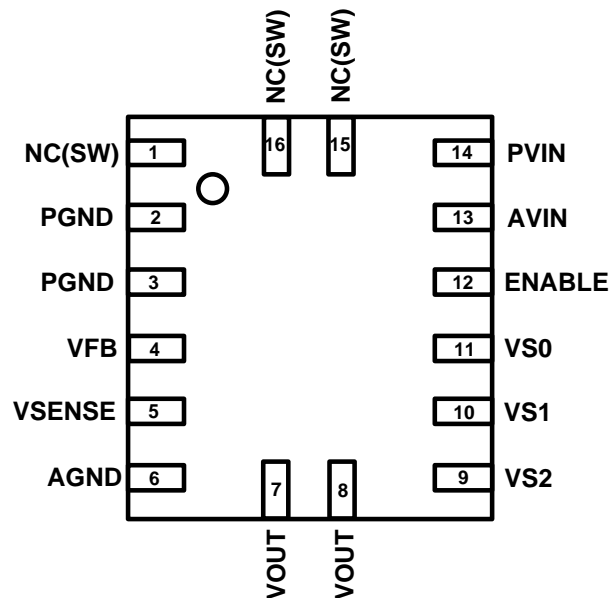 NC(SW)
NC(SW)
16
15
NC(SW) 1
14 PVIN
PGND 2
13 AVIN
PGND 3
12 ENABLE
VFB 4
11 VS0
VSENSE 5
10 VS1
AGND 6
9 VS2
7
8
VOUT
VOUT